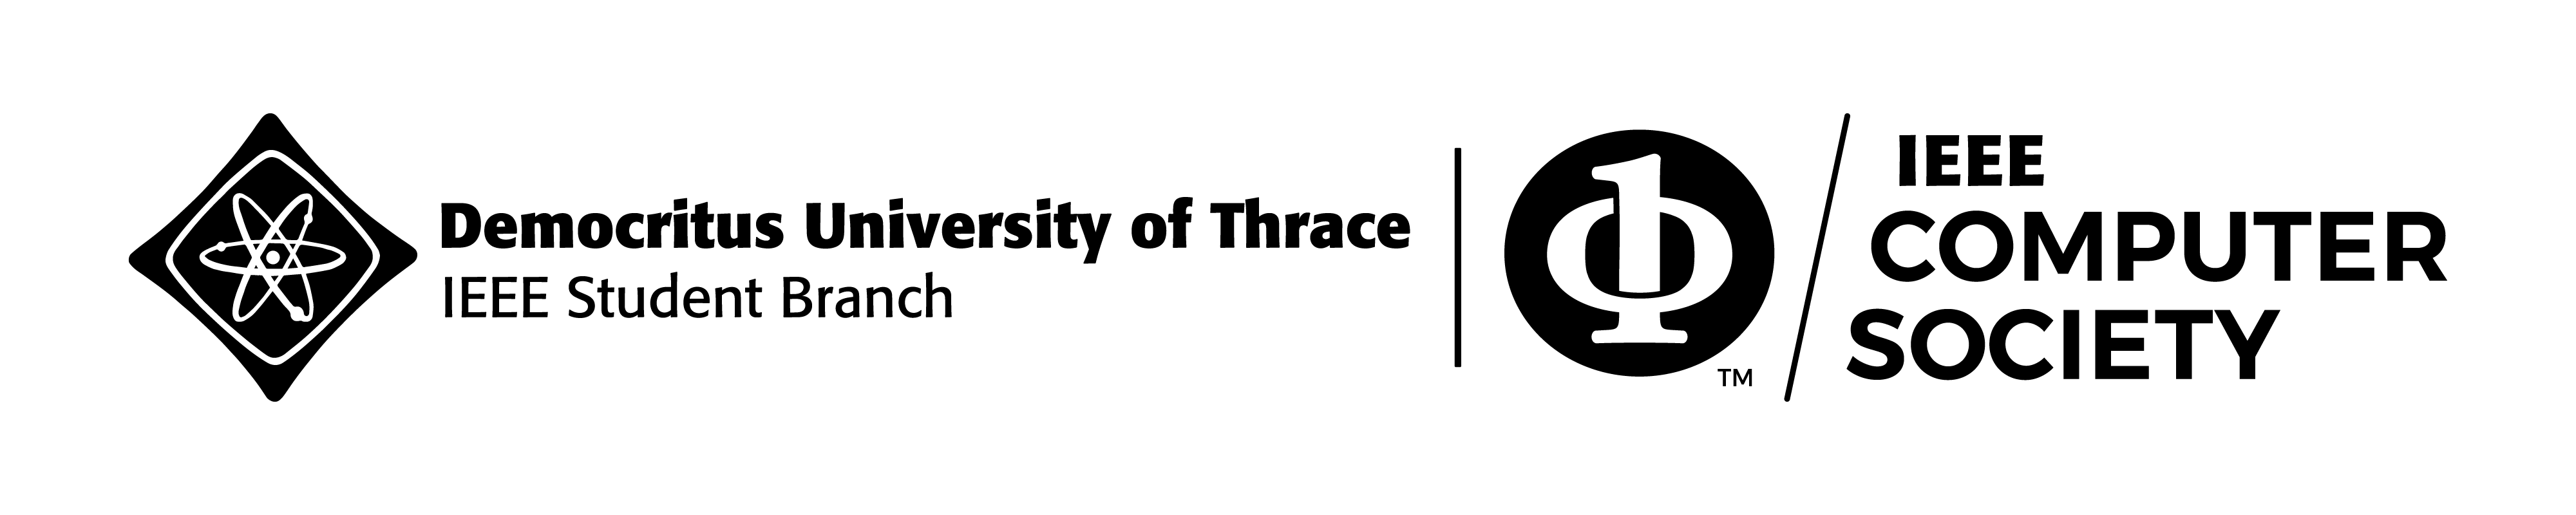 Democritus University of Thrace
IEEE Student Branch
TM
IEEE
COMPUTER
SOCIETY